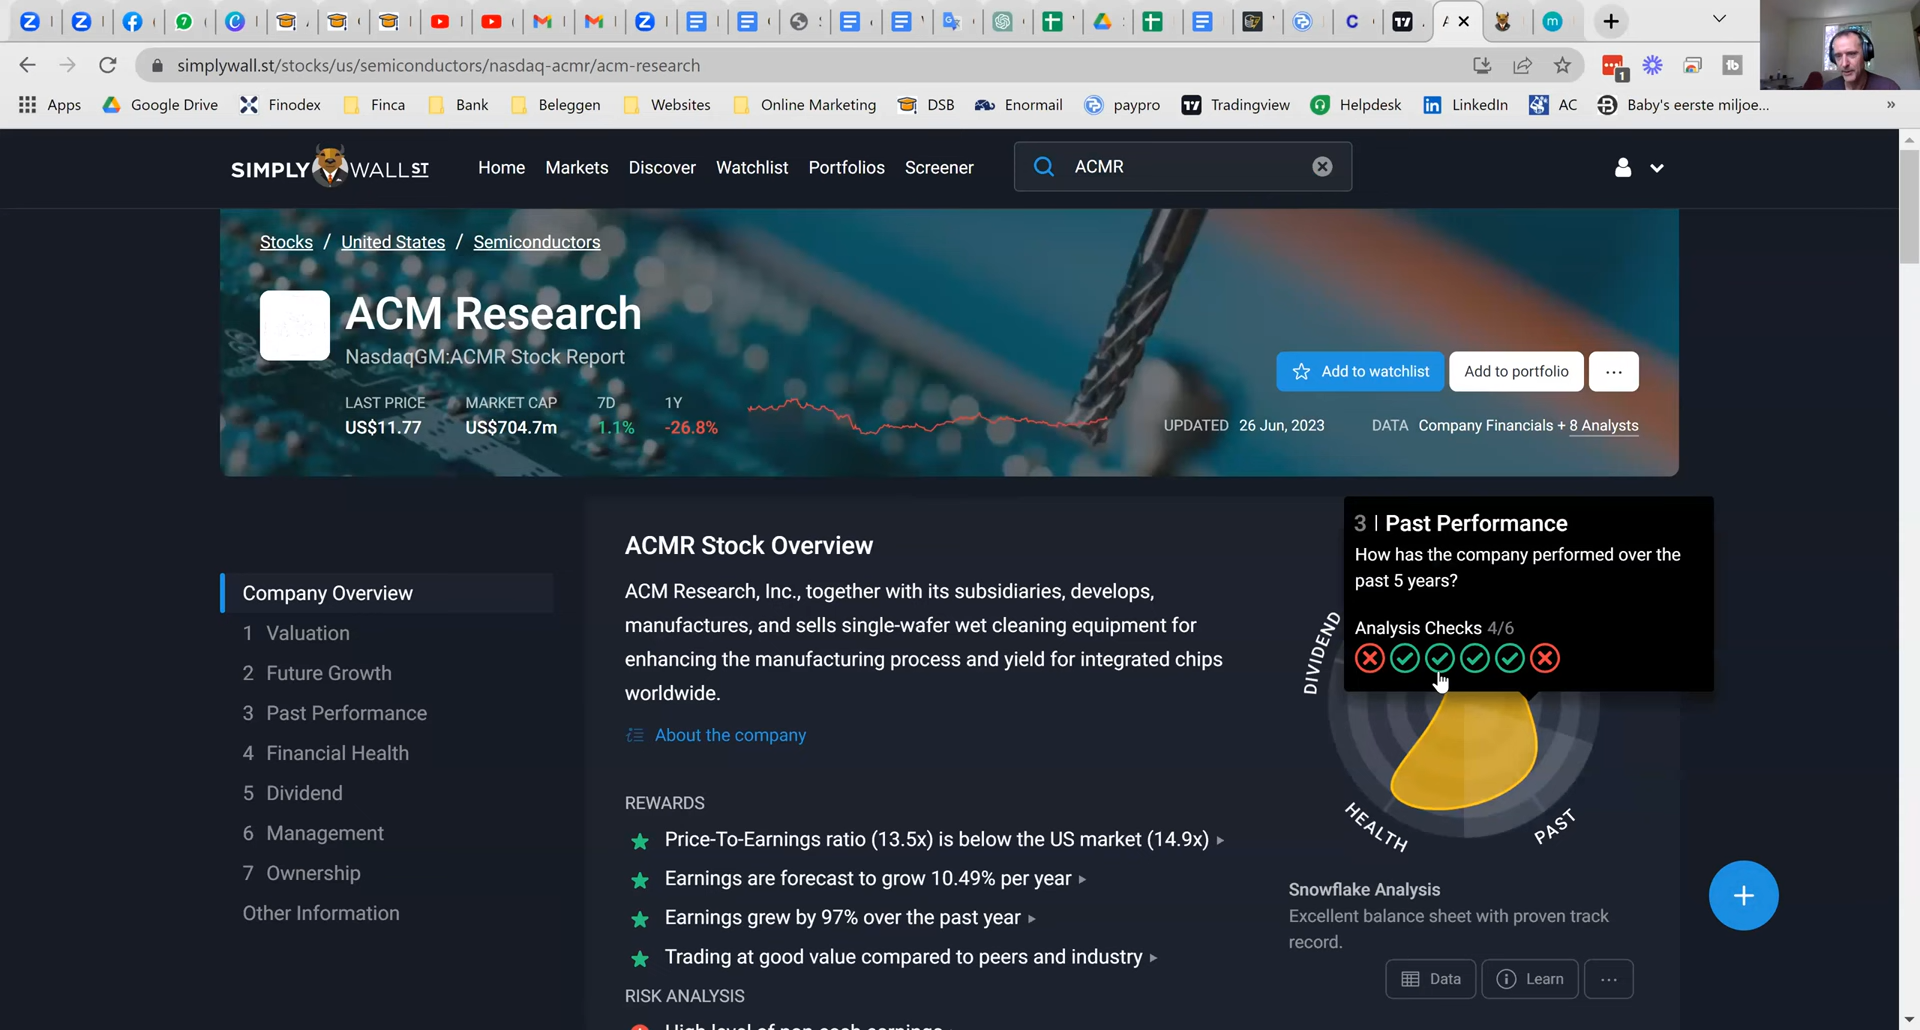 simplywall.st/stocks/us/semiconductors/nasdaq-acmr/acm-research
1
Apps
Google Drive
Finodex
Finca
Bank
Beleggen
Websites
Online Marketing
DSB
Enormail
paypro
Tradingview
Helpdesk
LinkedIn
AC
Baby's eerste miljoe...
SIMPLY WALL ST
Home
Markets
Discover
Watchlist
Portfolios
Screener
ACMR
Stocks / United States / Semiconductors
ACM Research
NasdaqGM:ACMR Stock Report
Add to watchlist
Add to portfolio
LAST PRICE
US$11.77
MARKET CAP
US$704.7m
7D
1.1%
1Y
-26.8%
UPDATED 26 Jun, 2023
DATA Company Financials + 8 Analysts
Company Overview
1 Valuation
2 Future Growth
3 Past Performance
4 Financial Health
5 Dividend
6 Management
7 Ownership
Other Information
ACMR Stock Overview
ACM Research, Inc., together with its subsidiaries, develops,
manufactures, and sells single-wafer wet cleaning equipment for
enhancing the manufacturing process and yield for integrated chips
worldwide.
About the company
REWARDS
Price-To-Earnings ratio (13.5x) is below the US market (14.9x)
Earnings are forecast to grow 10.49% per year
Earnings grew by 97% over the past year
Trading at good value compared to peers and industry
RISK ANALYSIS
High level of non-cash earnings
3 | Past Performance
How has the company performed over the
past 5 years?
Analysis Checks 4/6
DIVIDEND
HEALTH
PAST
Snowflake Analysis
Excellent balance sheet with proven track
record.
Data
Learn